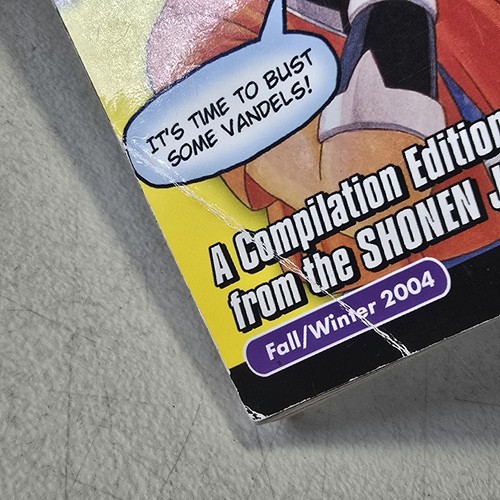 IT'S TIME TO BUST
SOME VANDELS!
A Compilation Edition
from the SHONEN J
Fall/Winter 2004